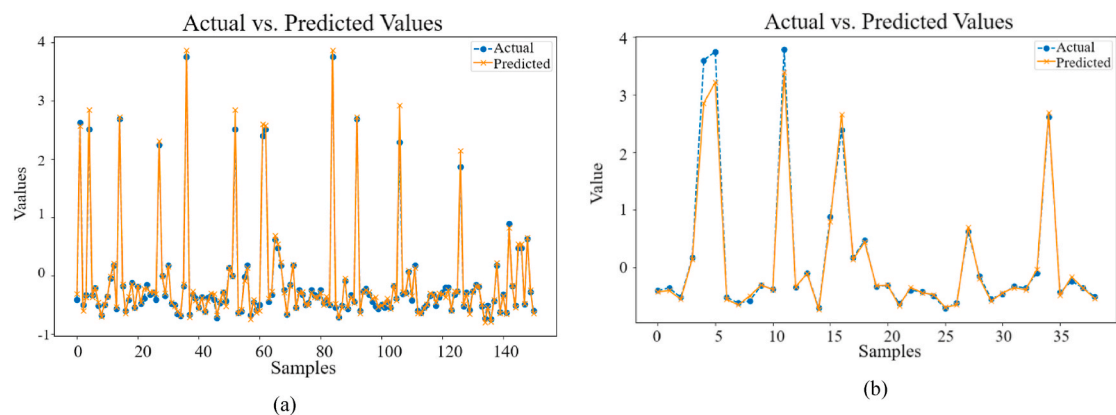 Actual vs. Predicted Values
Actual
Predicted
4
3
2
1
0
-1
Vaalues
0 20 40 60 80 100 120 140
Samples
(a)
Actual vs. Predicted Values
Actual
Predicted
4
3
2
1
0
Value
0 5 10 15 20 25 30 35
Samples
(b)